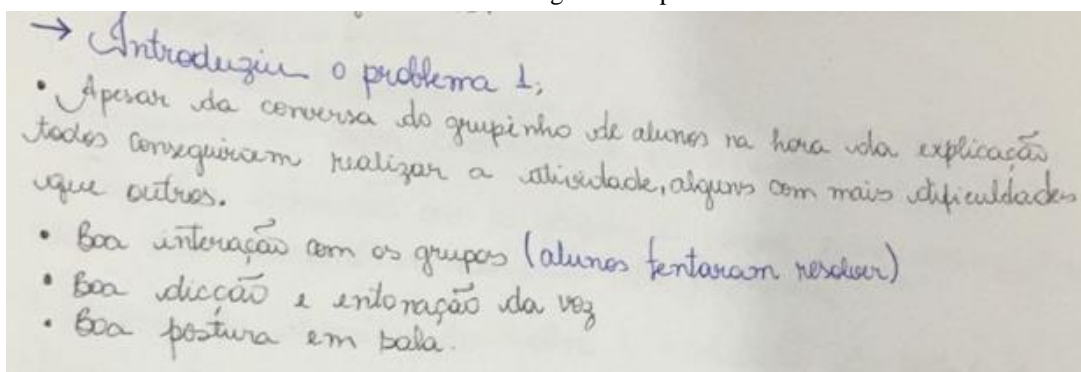 → Introduziu o problema 1;
• Apesar da conversa do grupinho de alunos na hora da explicação
todos conseguiram realizar a atividade, alguns com mais dificuldades
que outros.
• Boa interação com os grupos (alunos tentaram resolver)
• Boa dicção e entonação da voz
• Boa postura em sala.